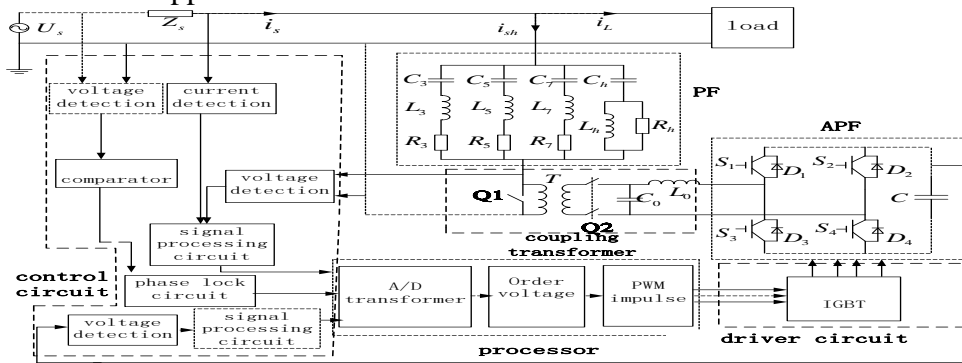 U_s
Z_s
i_s
i_sh
i_L
load
voltage
detection
current
detection
C_3
C_5
C_7
C_h
PF
L_3
L_5
L_7
L_h
R_h
R_3
R_5
R_7
APF
comparator
voltage
detection
Q1
T
C_0
L_0
Q2
coupling
transformer
S_1
D_1
S_2
D_2
C
S_3
D_3
S_4
D_4
signal
processing
circuit
control
circuit
phase lock
circuit
voltage
detection
signal
processing
circuit
A/D
transformer
Order
voltage
PWM
impulse
processor
IGBT
driver circuit